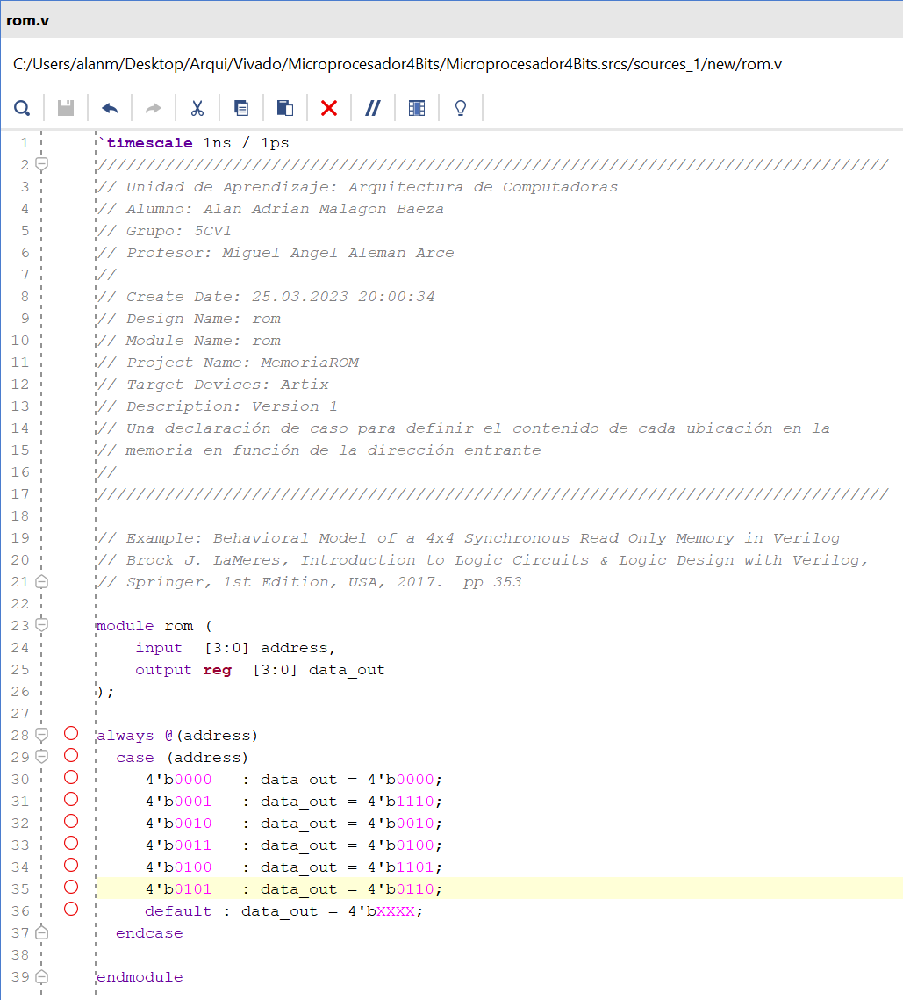 rom.v
C:/Users/alanm/Desktop/Arqui/Vivado/Microprocesador4Bits/Microprocesador4Bits.srcs/sources_1/new/rom.v
1 `timescale 1ns / 1ps
2 //////////////////////////////////////////////////////////////////////////////////
3 // Unidad de Aprendizaje: Arquitectura de Computadoras
4 // Alumno: Alan Adrian Malagon Baeza
5 // Grupo: 5CV1
6 // Profesor: Miguel Angel Aleman Arce
7 //
8 // Create Date: 25.03.2023 20:00:34
9 // Design Name: rom
10 // Module Name: rom
11 // Project Name: MemoriaROM
12 // Target Devices: Artix
13 // Description: Version 1
14 // Una declaración de caso para definir el contenido de cada ubicación en la
15 // memoria en función de la dirección entrante
16 //
17 //////////////////////////////////////////////////////////////////////////////////
18
19 // Example: Behavioral Model of a 4x4 Synchronous Read Only Memory in Verilog
20 // Brock J. LaMeres, Introduction to Logic Circuits & Logic Design with Verilog,
21 // Springer, 1st Edition, USA, 2017.  pp 353
22
23 module rom (
24     input  [3:0] address,
25     output reg  [3:0] data_out
26 );
27
28 always @(address)
29   case (address)
30      4'b0000   : data_out = 4'b0000;
31      4'b0001   : data_out = 4'b1110;
32      4'b0010   : data_out = 4'b0010;
33      4'b0011   : data_out = 4'b0100;
34      4'b0100   : data_out = 4'b1101;
35      4'b0101   : data_out = 4'b0110;
36      default : data_out = 4'bXXXX;
37   endcase
38
39 endmodule